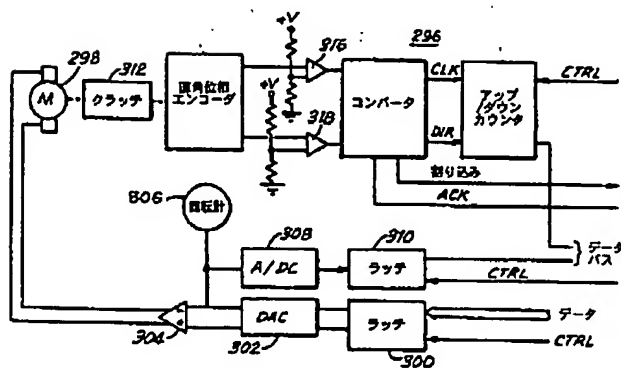 298
M
312
クラッチ
直角位相
エンコーダ
+V
+V
316
318
296
コンバータ
CLK
DIR
アップ
/ダウン
カウンタ
CTRL
割り込み
ACK
306
回転計
308
A/DC
310
ラッチ
データ
バス
CTRL
304
DAC
302
ラッチ
300
データ
CTRL